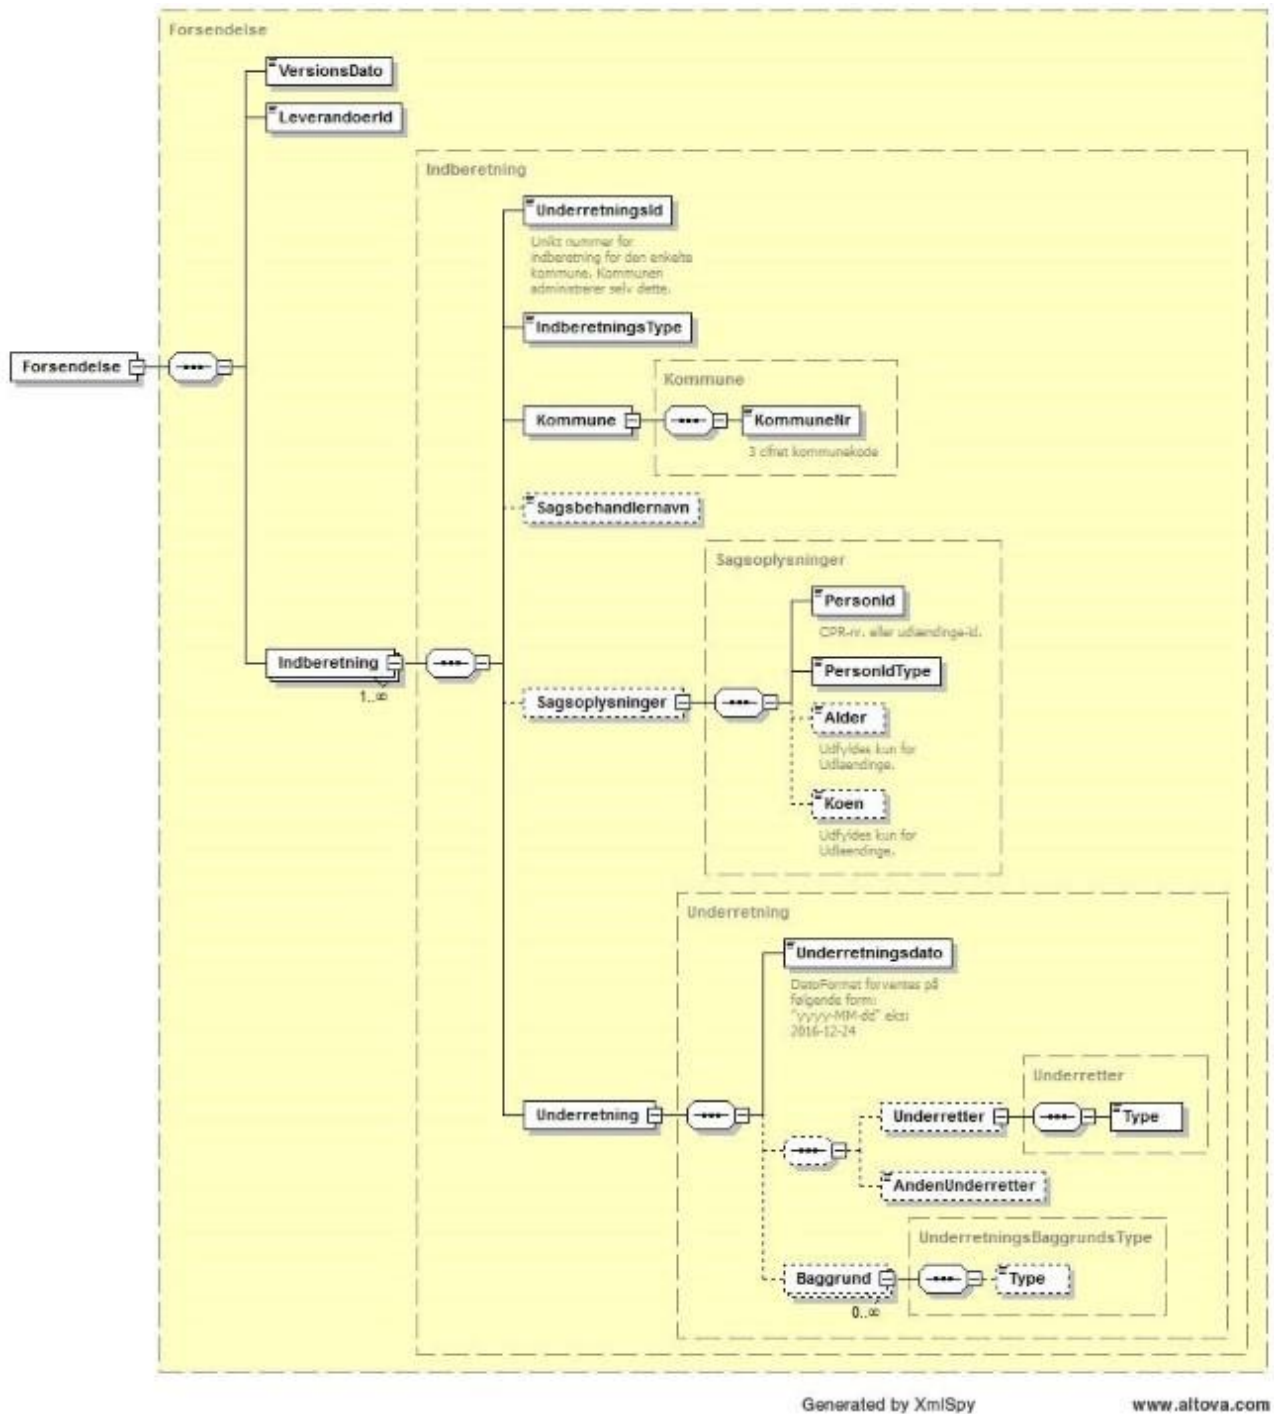 Forsendelse
VersionsDato
LeverandoerId
Indberetning
UnderretningsId
Unikt nummer for
indberetning for den enkelte
kommune. Kommunen
administrerer selv dette.
IndberetningsType
Forsendelse
Kommune
Kommune
KommuneNr
3 cifret kommunekode
Sagsbehandlernavn
Sagsoplysninger
PersonId
CPR-nr. eller udlændinge-id.
Indberetning
1..∞
PersonIdType
Sagsoplysninger
Alder
Udfyldes kun for
Udlaendinge.
Koen
Udfyldes kun for
Udlaendinge.
Underretning
Underretningsdato
DatoFormat forventes på
følgende form:
"yyyy-MM-dd" eks:
2016-12-24
Underretter
Underretning
Underretter
Type
AndenUnderretter
UnderretningsBaggrundsType
Baggrund
0..∞
Type
Generated by XmlSpy
www.altova.com